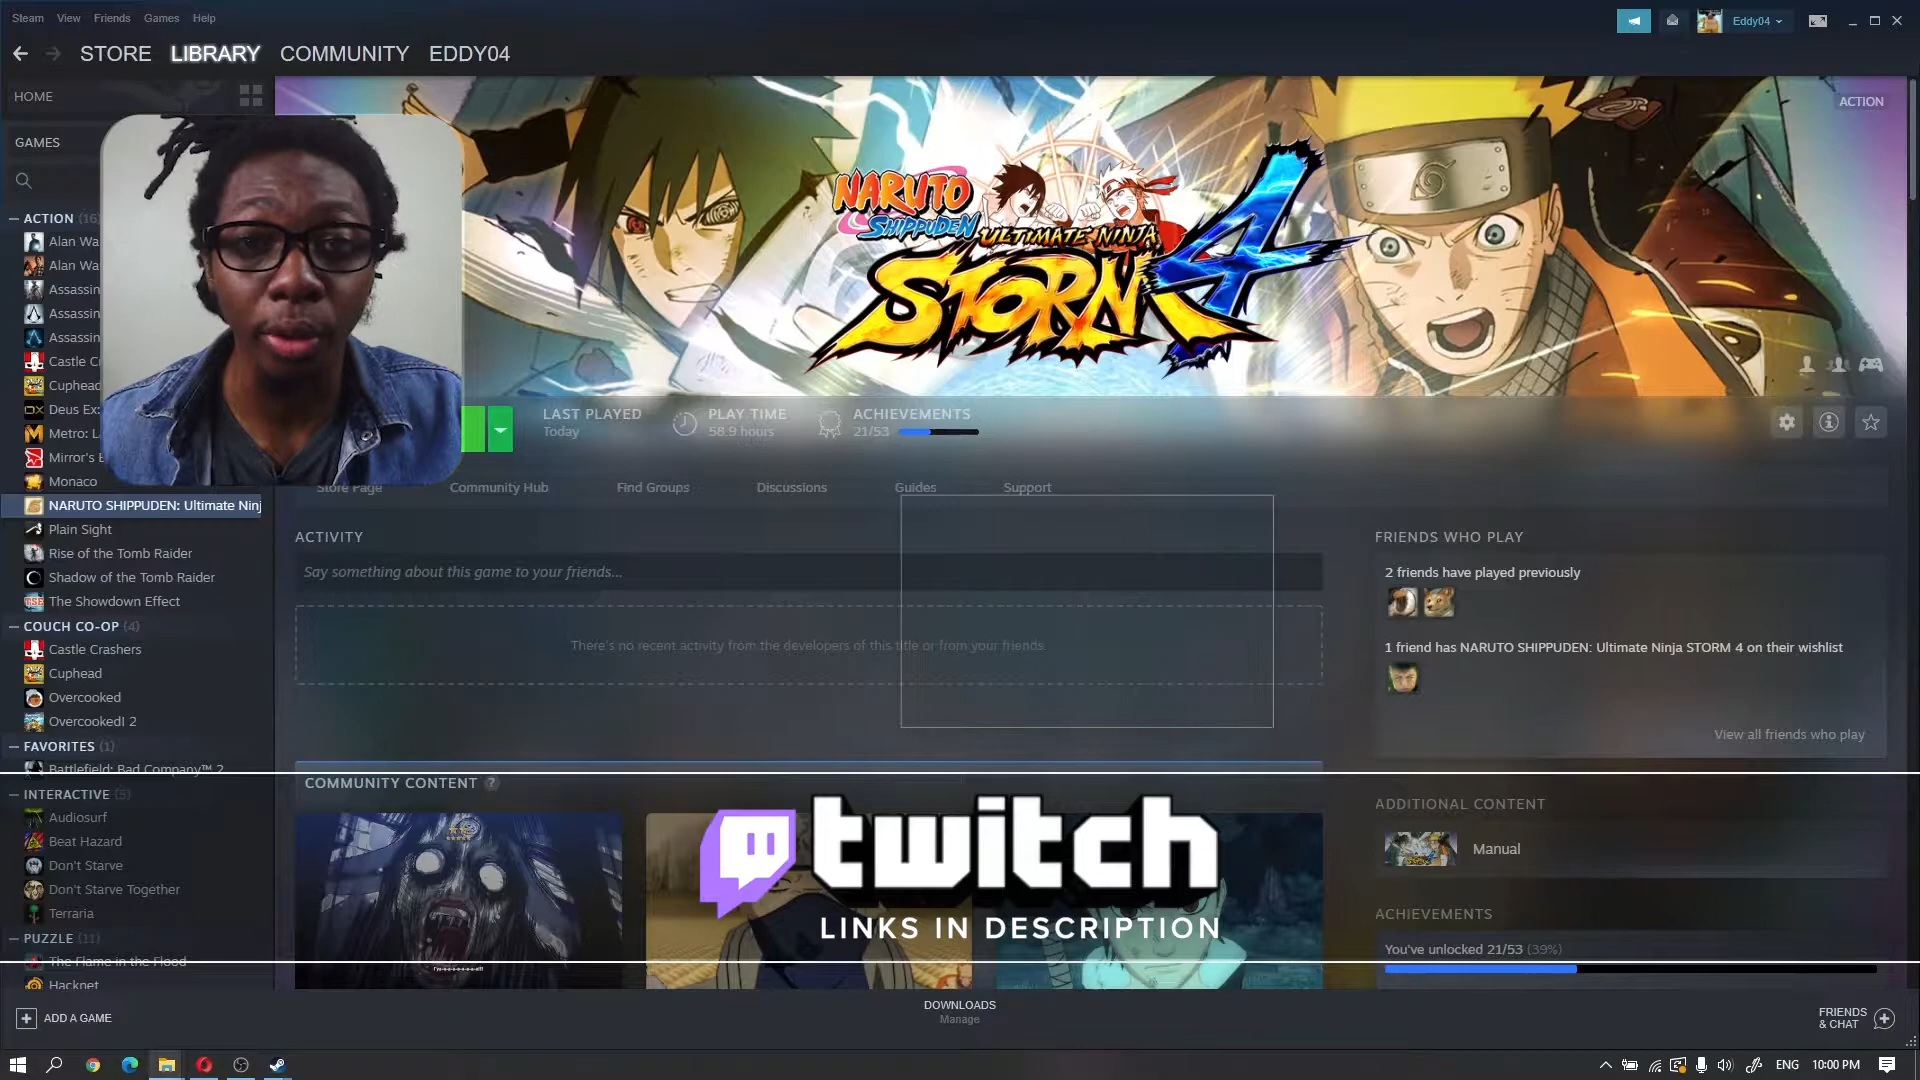 Steam View Friends Games Help
Eddy04
STORE LIBRARY COMMUNITY EDDY04
HOME
ACTION
GAMES
NARUTO
SHIPPUDEN
ULTIMATE NINJA
STORM 4
ACTION (16)
Alan Wa
Alan Wa
Assassin
Assassin
Assassin
Castle C
Cuphead
Deus Ex:
Metro: L
Mirror's E
Monaco
NARUTO SHIPPUDEN: Ultimate Ninj
Plain Sight
Rise of the Tomb Raider
Shadow of the Tomb Raider
The Showdown Effect
COUCH CO-OP (4)
Castle Crashers
Cuphead
Overcooked
Overcooked! 2
FAVORITES (1)
Battlefield: Bad Company™ 2
INTERACTIVE (5)
Audiosurf
Beat Hazard
Don't Starve
Don't Starve Together
Terraria
PUZZLE (11)
The Flame in the Flood
Hacknet
LAST PLAYED
Today
PLAY TIME
58.9 hours
ACHIEVEMENTS
21/53
Store Page Community Hub Find Groups Discussions Guides Support
ACTIVITY
Say something about this game to your friends...
There's no recent activity from the developers of this title or from your friends.
FRIENDS WHO PLAY
2 friends have played previously
1 friend has NARUTO SHIPPUDEN: Ultimate Ninja STORM 4 on their wishlist
View all friends who play
COMMUNITY CONTENT ?
twitch
LINKS IN DESCRIPTION
ADDITIONAL CONTENT
Manual
ACHIEVEMENTS
You've unlocked 21/53 (39%)
ADD A GAME
DOWNLOADS
Manage
FRIENDS
& CHAT
ENG 10:00 PM